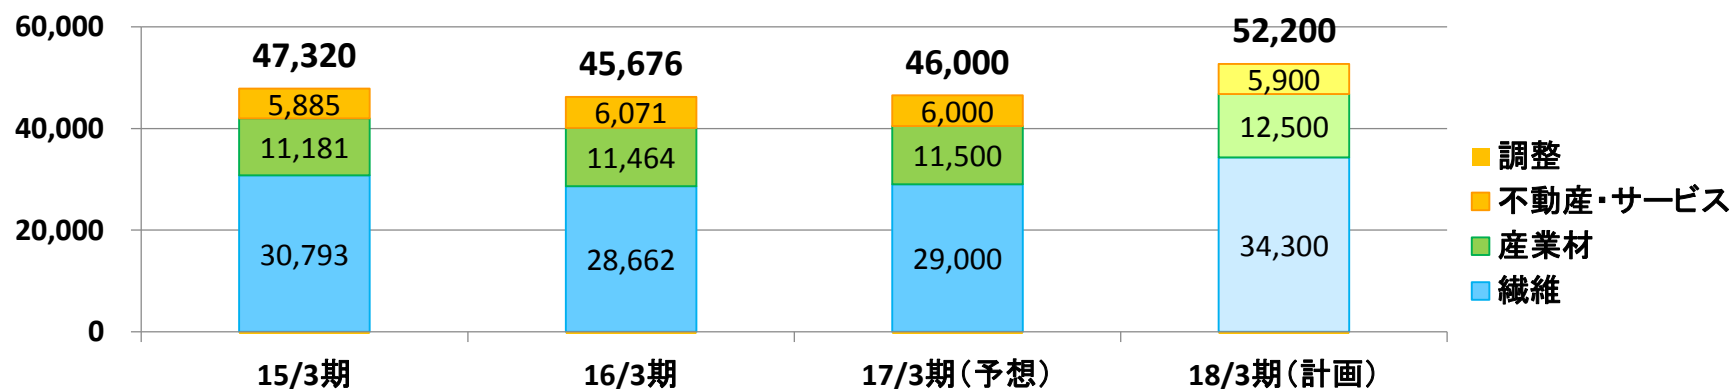 60,000
40,000
20,000
0
47,320
5,885
11,181
30,793
45,676
6,071
11,464
28,662
46,000
6,000
11,500
29,000
52,200
5,900
12,500
34,300
15/3期
16/3期
17/3期（予想）
18/3期（計画）
調整
不動産・サービス
産業材
繊維